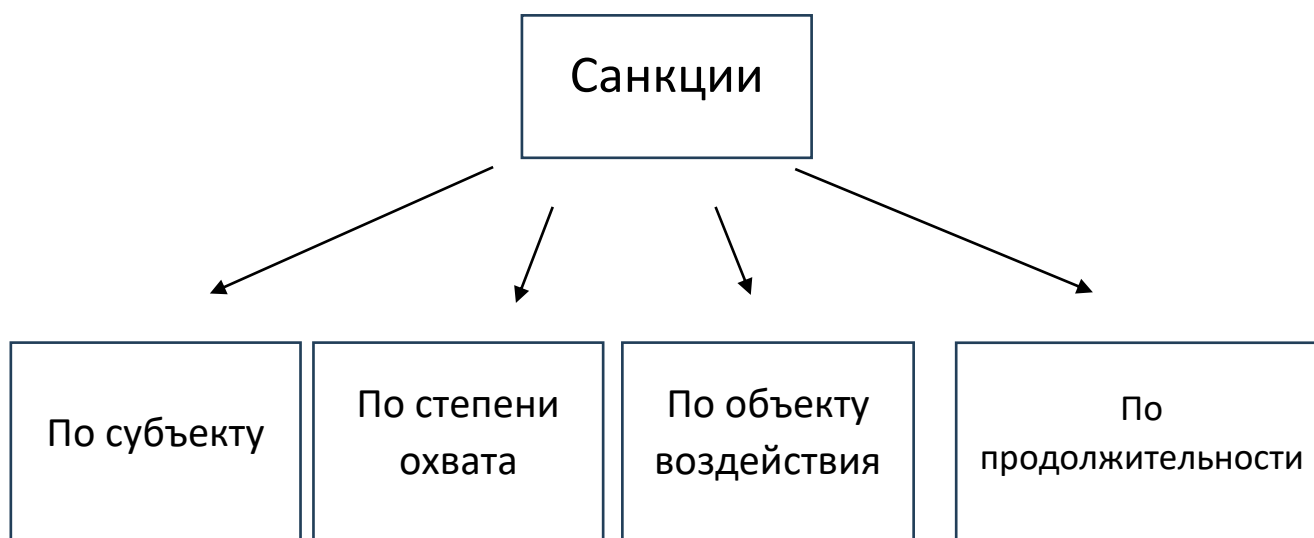 Санкции
По субъекту
По степени
охвата
По объекту
воздействия
По
продолжительности